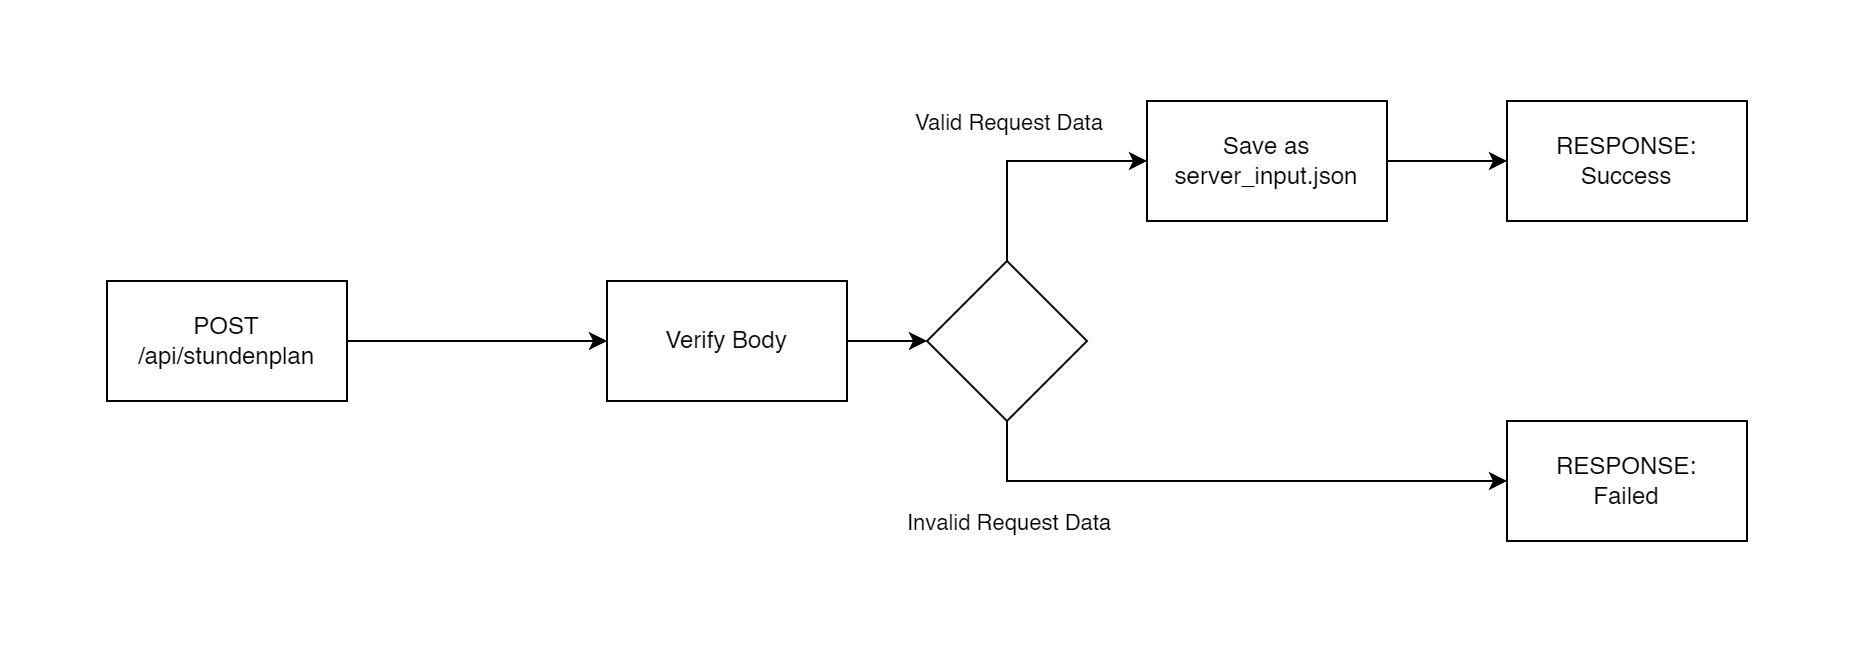 POST
/api/stundenplan
Verify Body
Valid Request Data
Save as
server_input.json
RESPONSE:
Success
Invalid Request Data
RESPONSE:
Failed